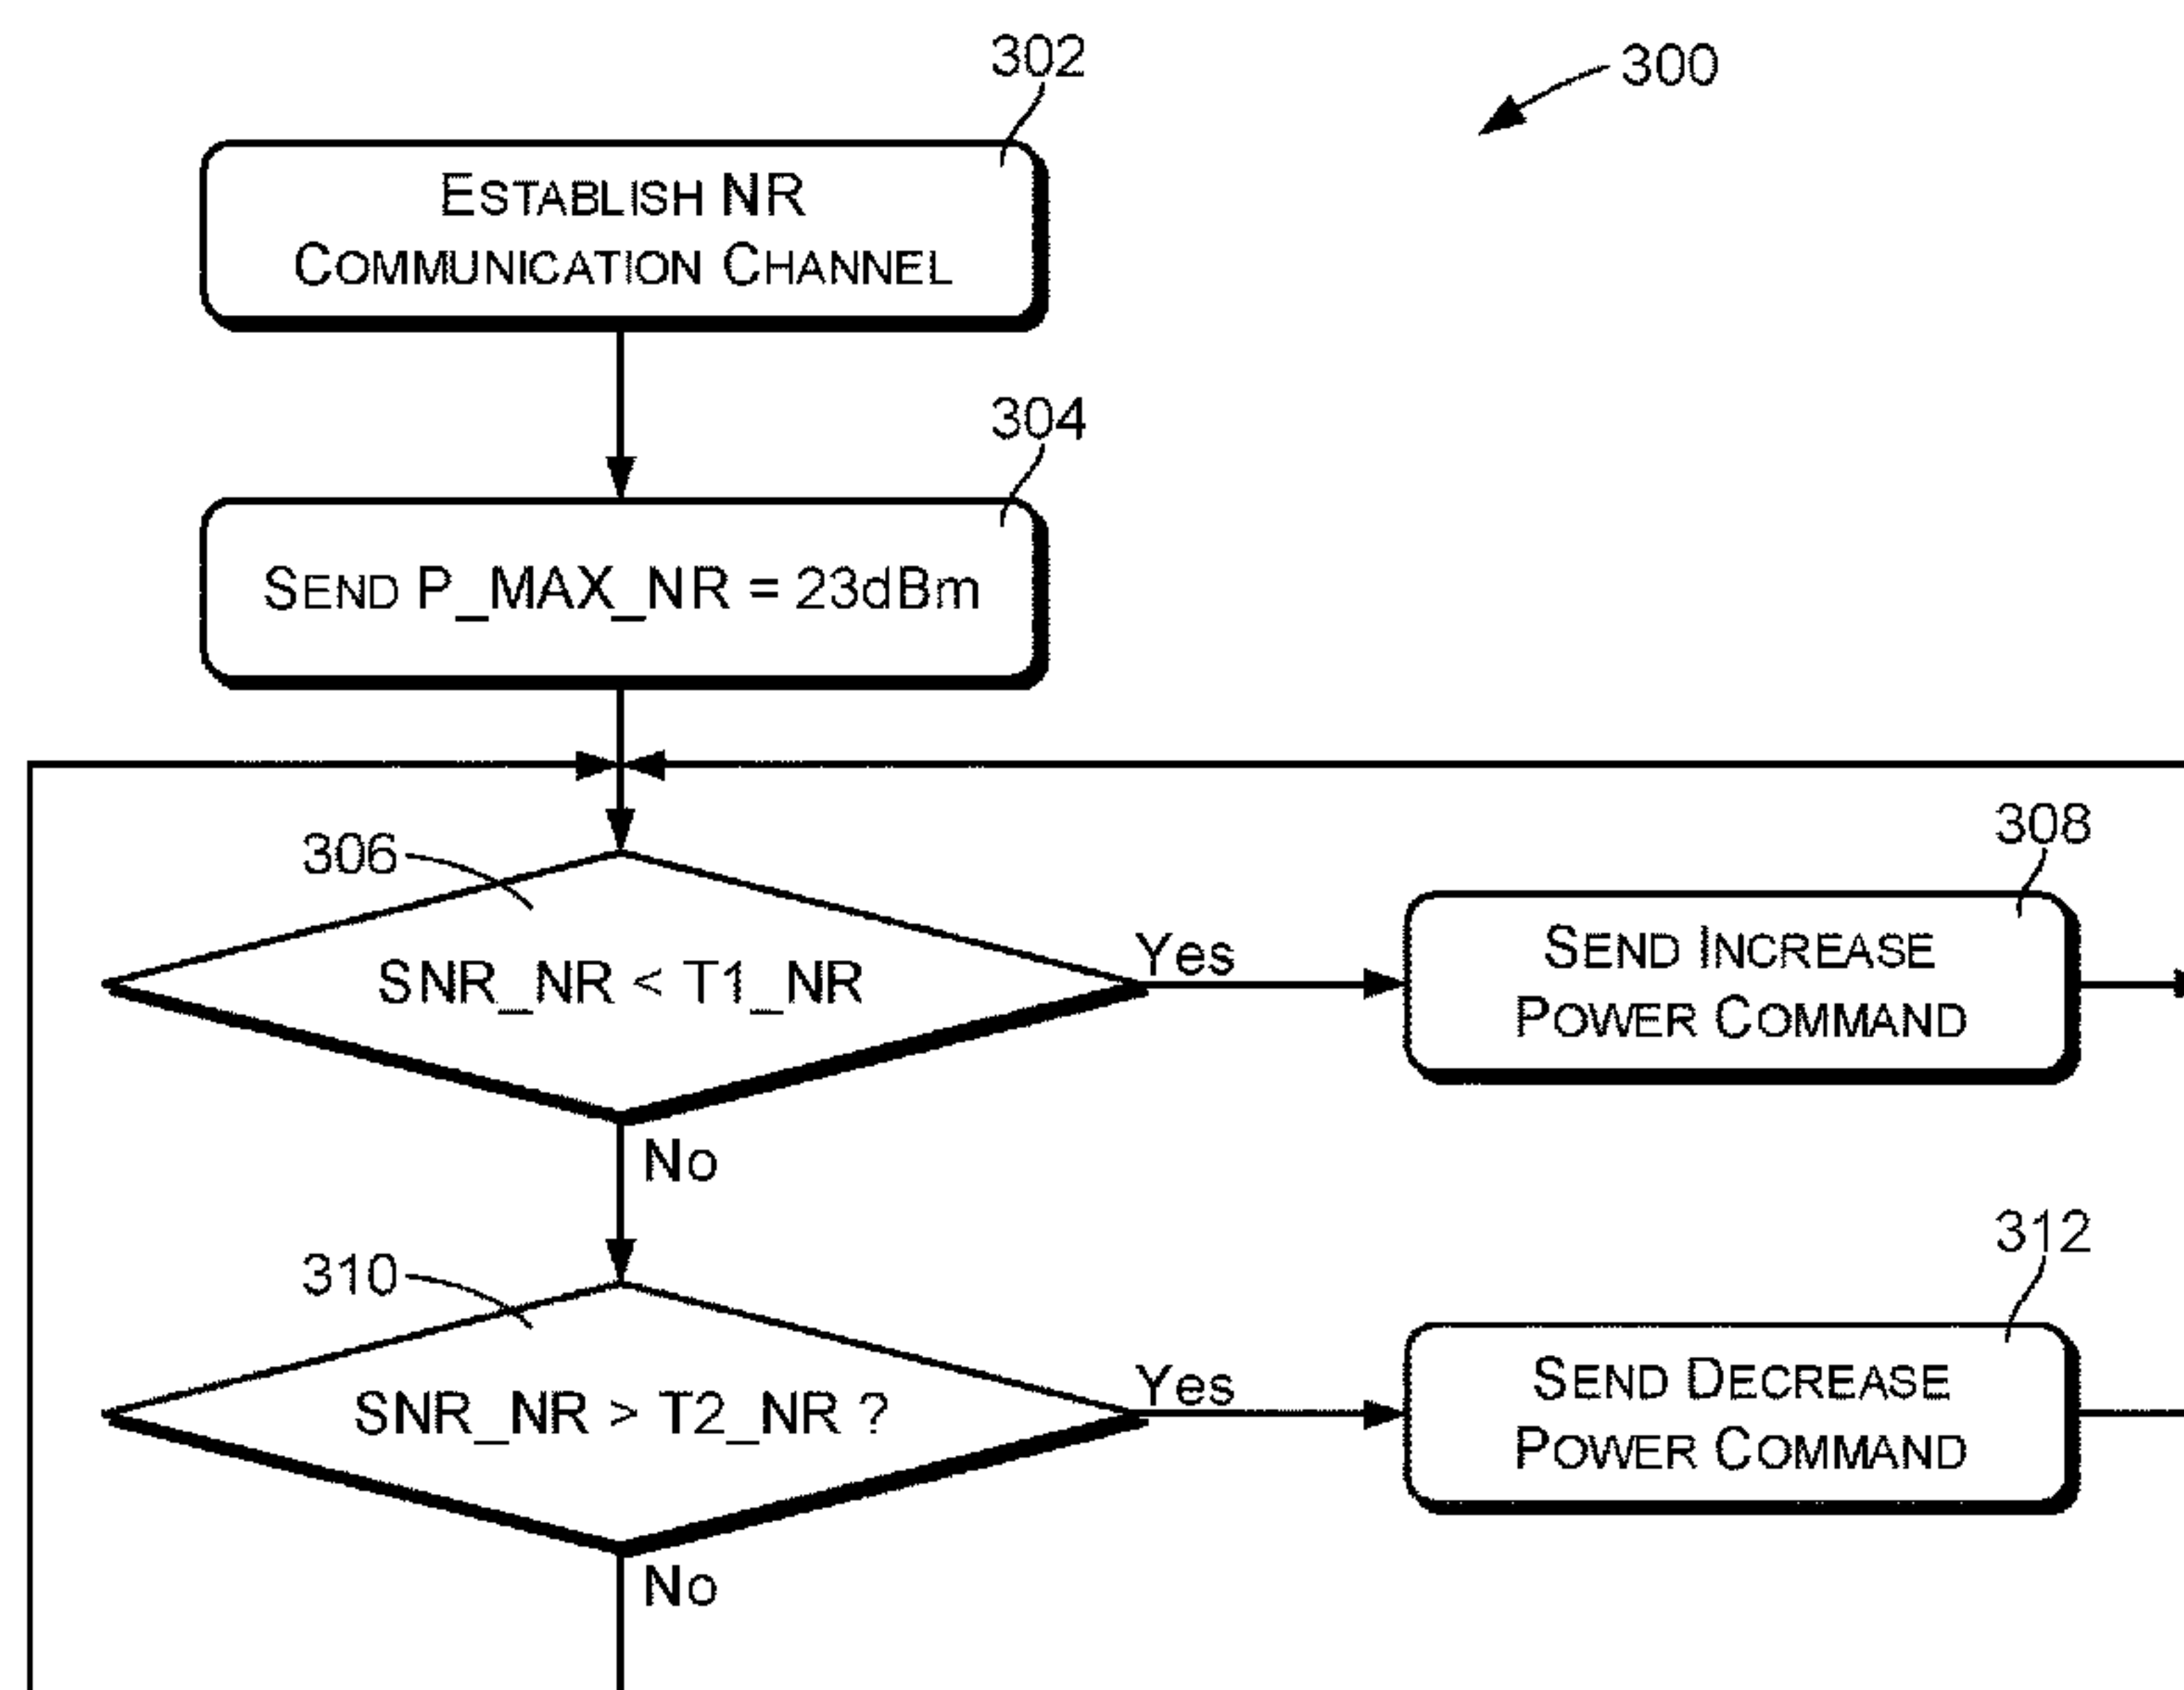 302
300
ESTABLISH NR
COMMUNICATION CHANNEL
304
SEND P_MAX_NR = 23dBm
306
308
SNR_NR < T1_NR
Yes
SEND INCREASE
POWER COMMAND
No
310
312
SNR_NR > T2_NR ?
Yes
SEND DECREASE
POWER COMMAND
No